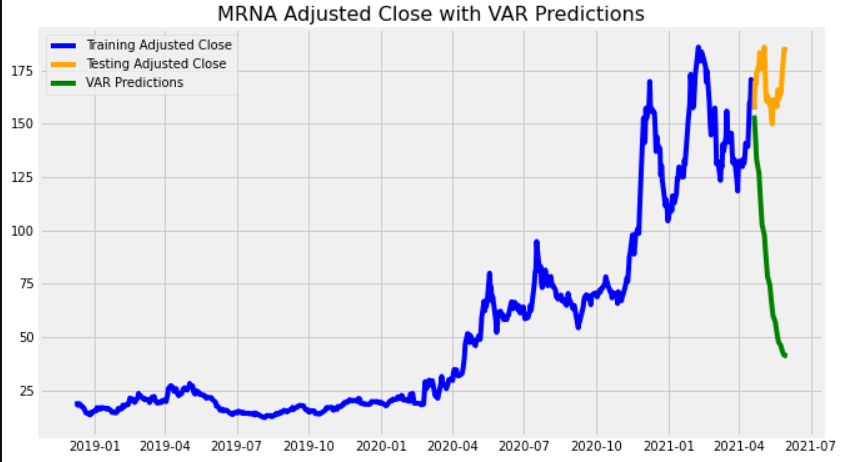 MRNA Adjusted Close with VAR Predictions
Training Adjusted Close
Testing Adjusted Close
VAR Predictions
175
150
125
100
75
50
25
2019-01 2019-04 2019-07 2019-10 2020-01 2020-04 2020-07 2020-10 2021-01 2021-04 2021-07